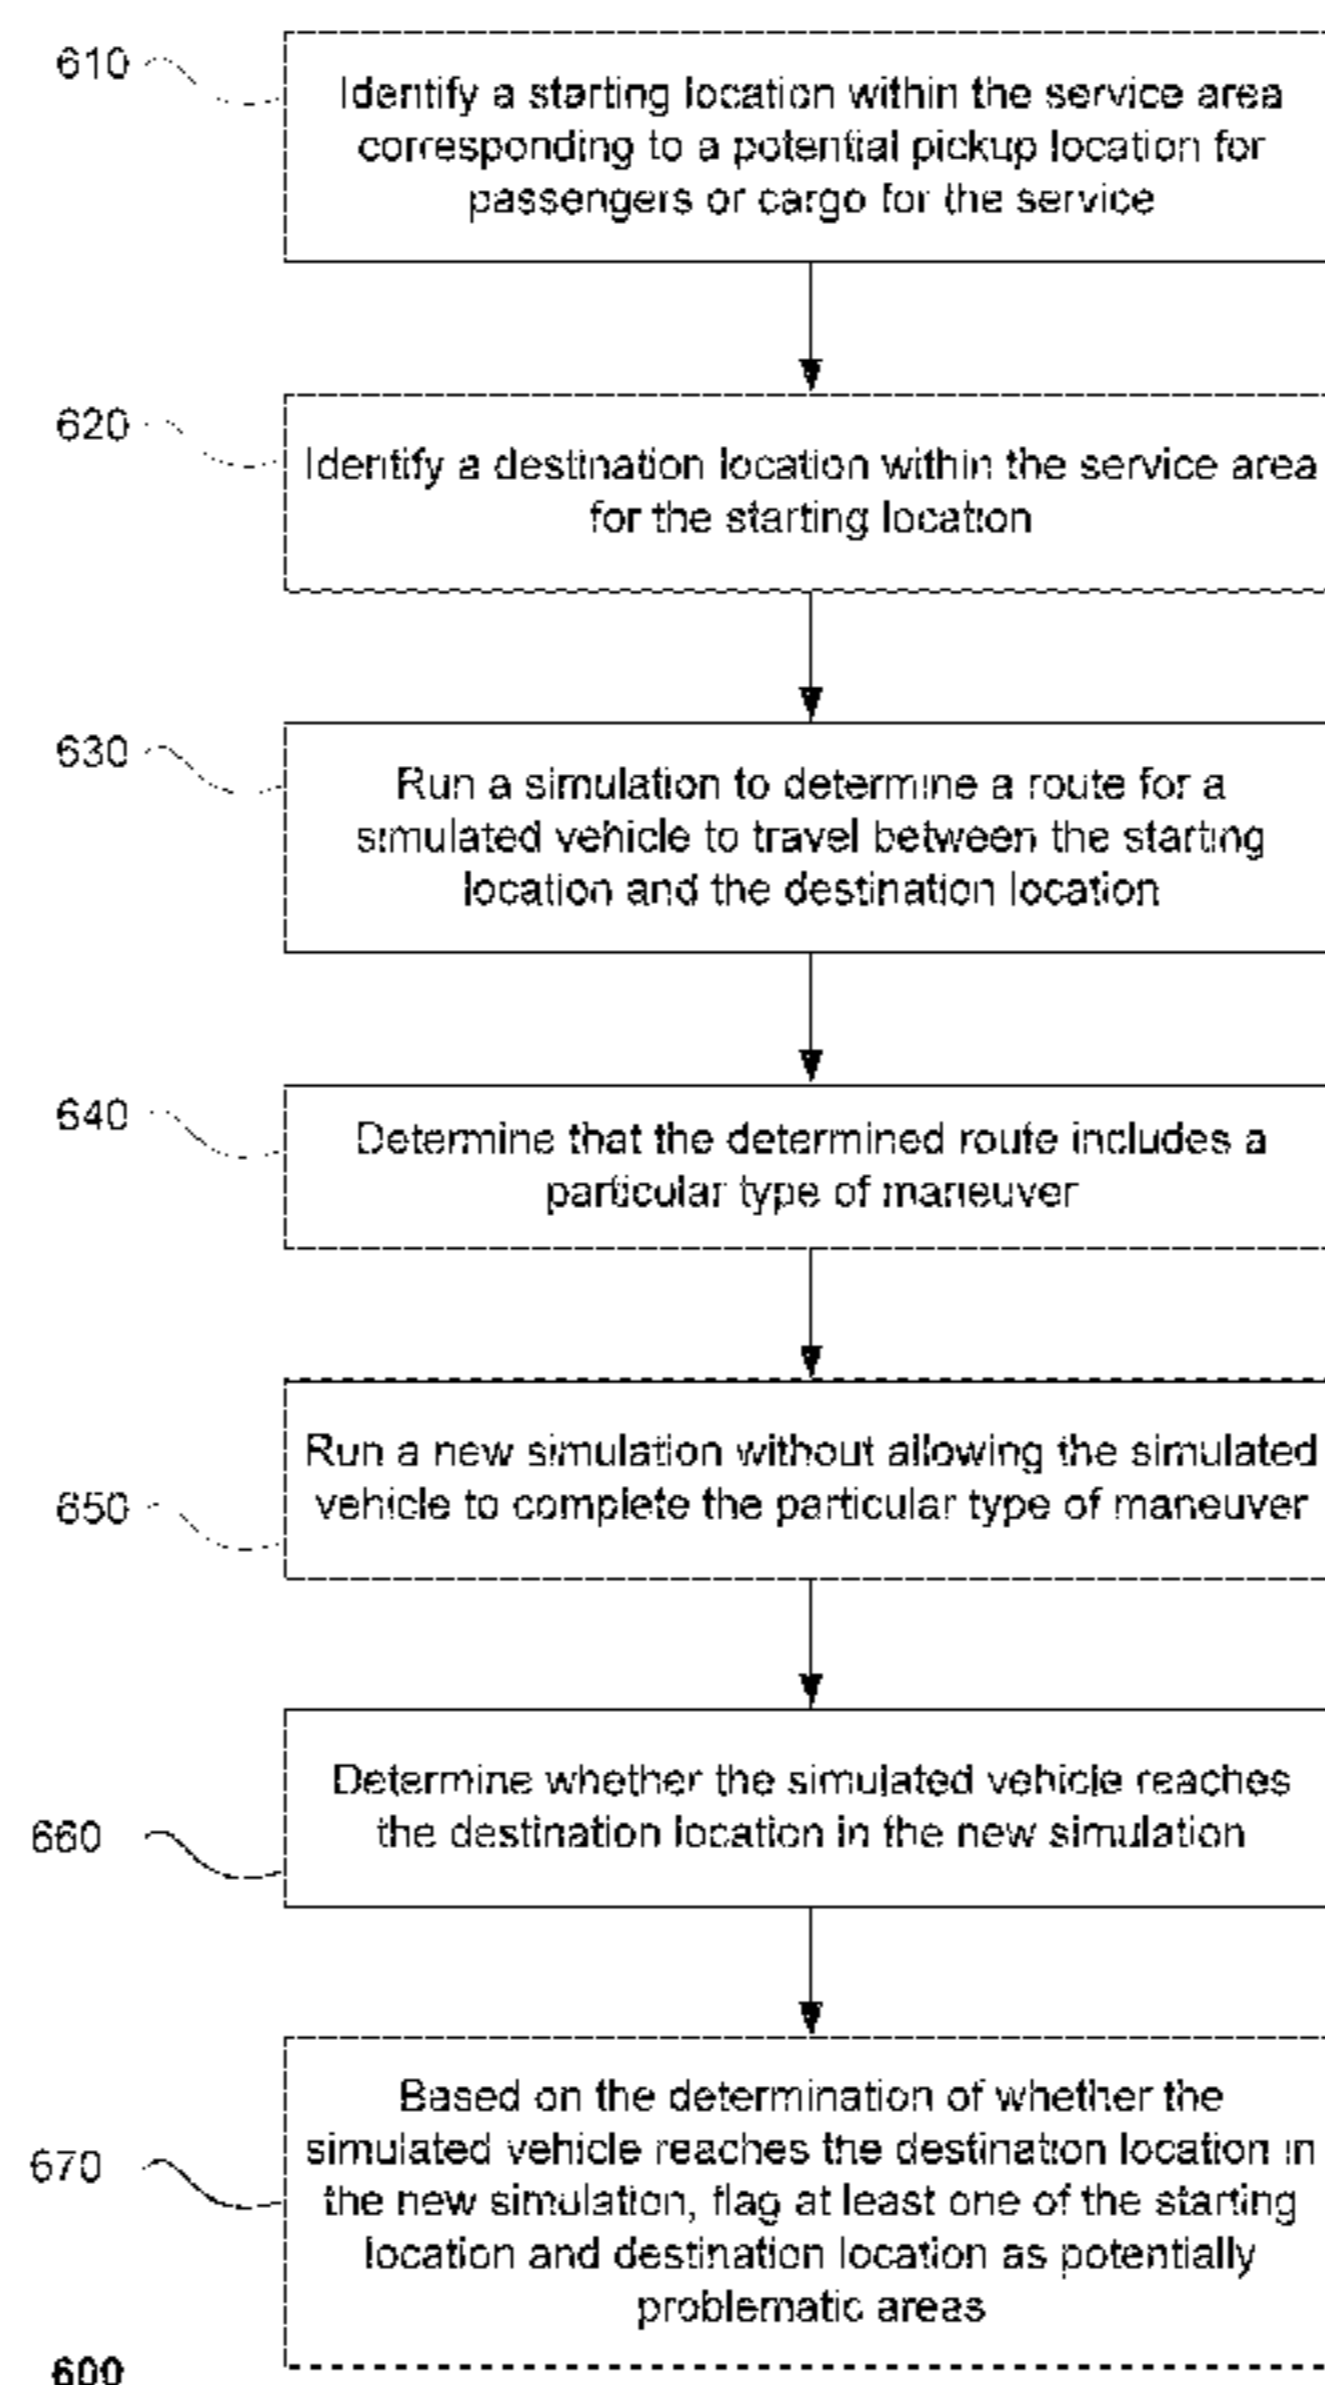 610
Identify a starting location within the service area
corresponding to a potential pickup location for
passengers or cargo for the service
620
Identify a destination location within the service area
for the starting location
630
Run a simulation to determine a route for a
simulated vehicle to travel between the starting
location and the destination location
640
Determine that the determined route includes a
particular type of maneuver
650
Run a new simulation without allowing the simulated
vehicle to complete the particular type of maneuver
660
Determine whether the simulated vehicle reaches
the destination location in the new simulation
670
Based on the determination of whether the
simulated vehicle reaches the destination location in
the new simulation, flag at least one of the starting
location and destination location as potentially
problematic areas
600